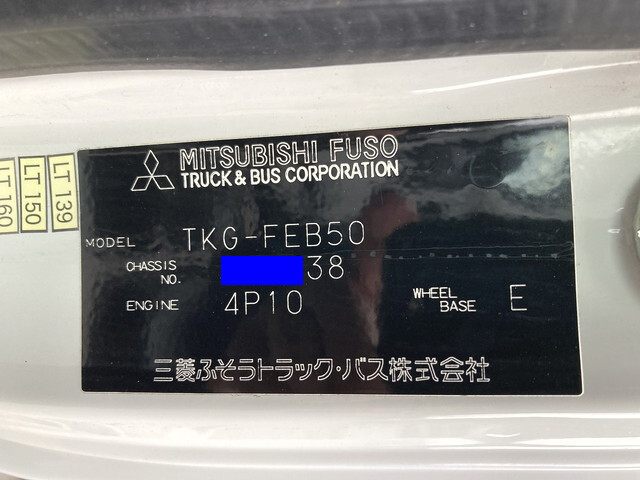 MITSUBISHI FUSO
TRUCK & BUS CORPORATION
LT 160
LT 150
LT 139
MODEL TKG-FEB50
CHASSIS NO. 38
ENGINE 4P10
WHEEL BASE E
三菱ふそうトラック・バス株式会社